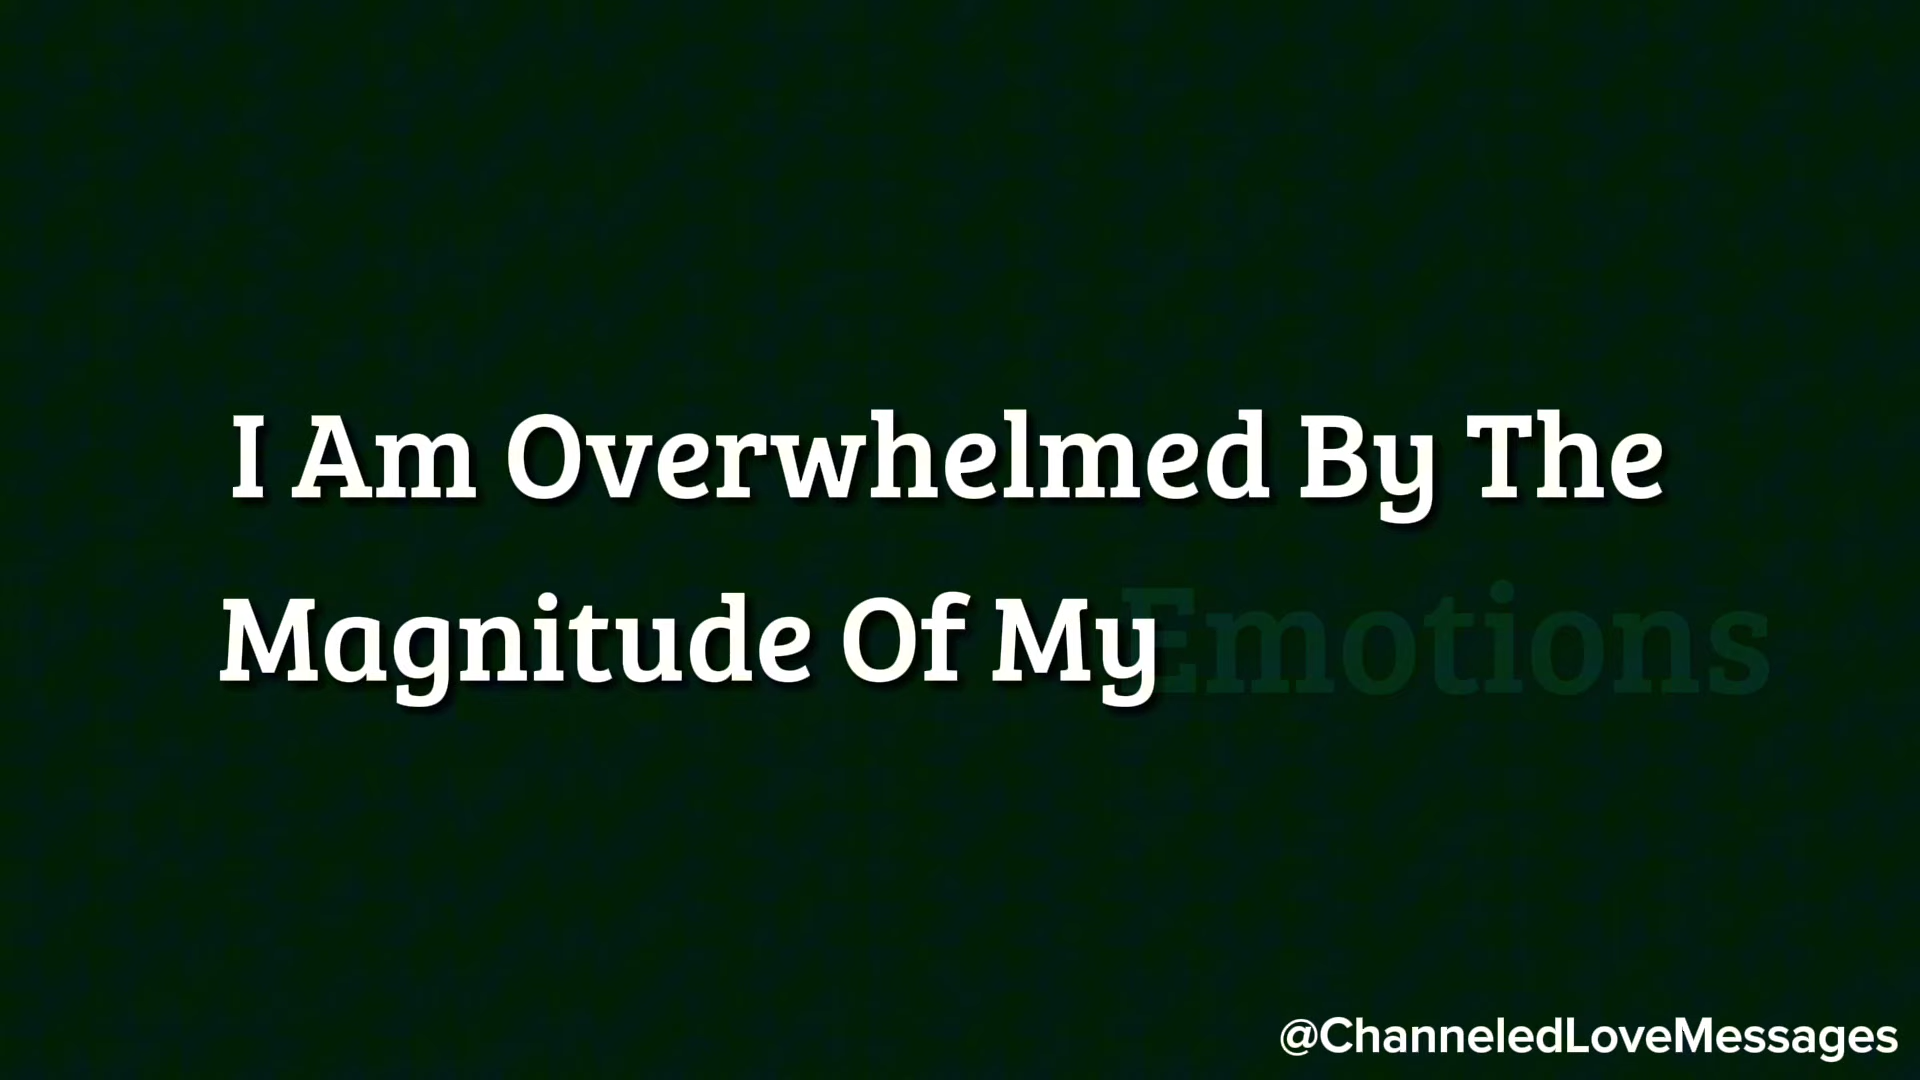 I Am Overwhelmed By The
Magnitude Of My Emotions
@ChanneledLoveMessages